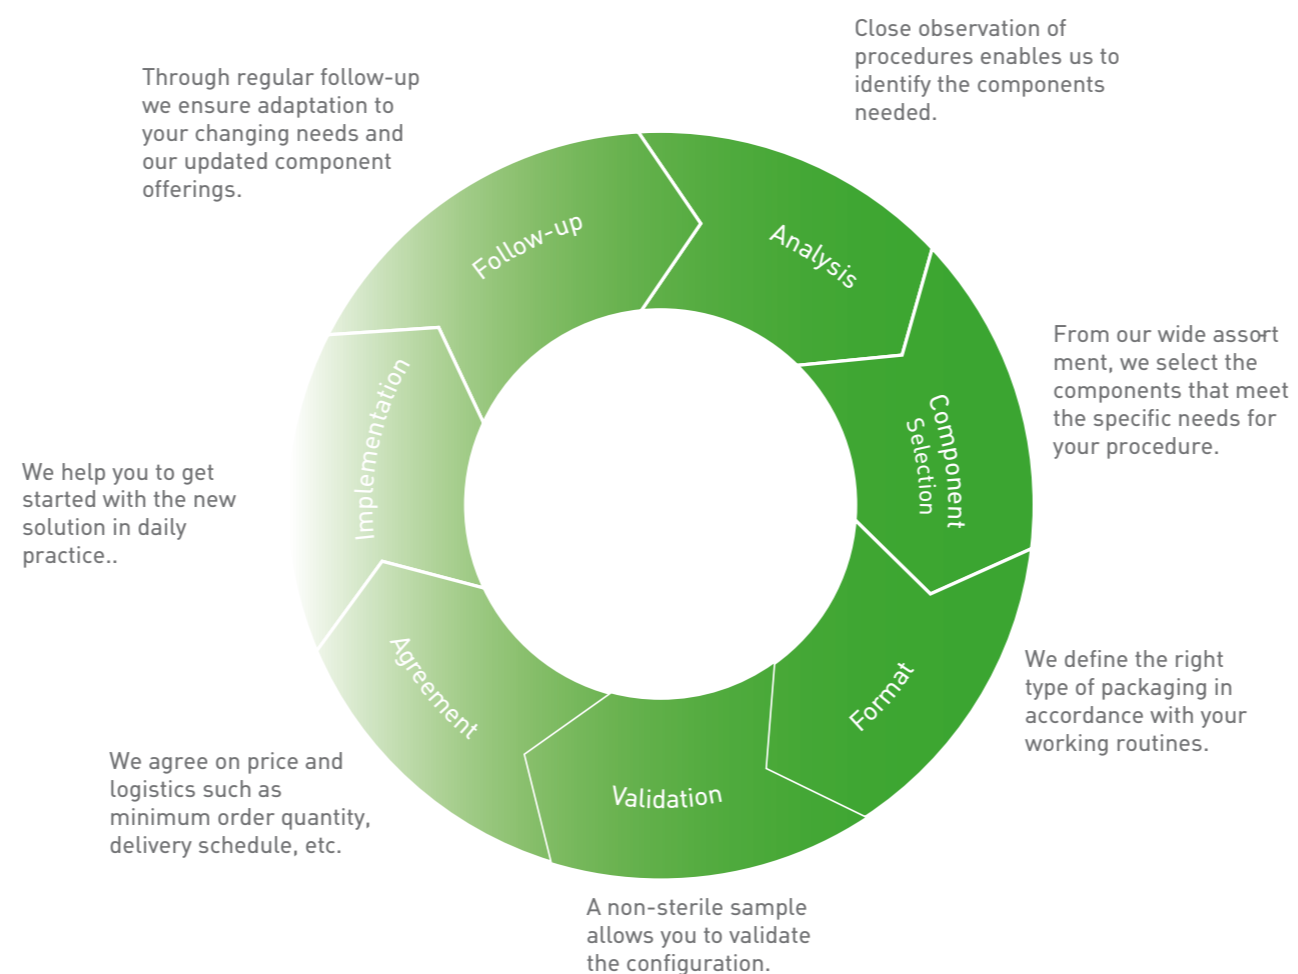 Close observation of
procedures enables us to
identify the components
needed.
Through regular follow-up
we ensure adaptation to
your changing needs and
our updated component
offerings.
Follow-up
Analysis
From our wide assort
ment, we select the
components that meet
the specific needs for
your procedure.
Component
Selection
Implementation
We help you to get
started with the new
solution in daily
practice..
We define the right
type of packaging in
accordance with your
working routines.
Format
Agreement
Validation
We agree on price and
logistics such as
minimum order quantity,
delivery schedule, etc.
A non-sterile sample
allows you to validate
the configuration.